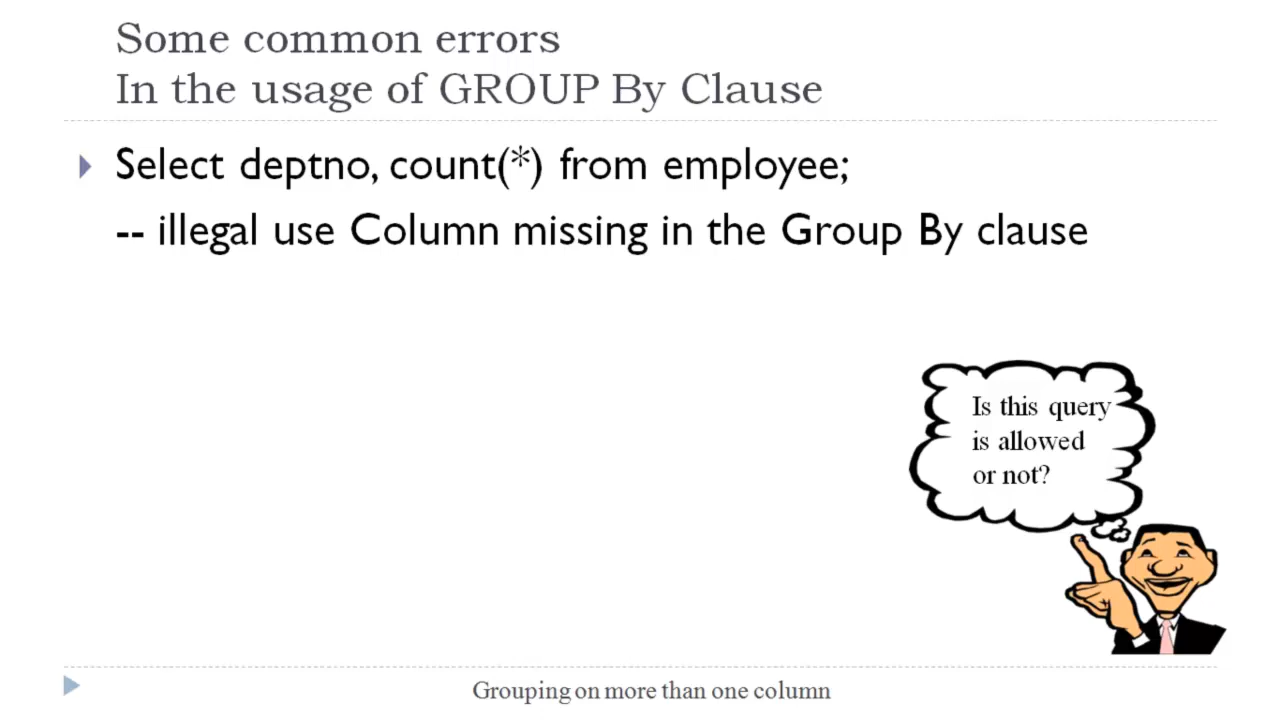 Some common errors
In the usage of GROUP By Clause
Select deptno, count(*) from employee;
-- illegal use Column missing in the Group By clause
Is this query
is allowed
or not?
Grouping on more than one column